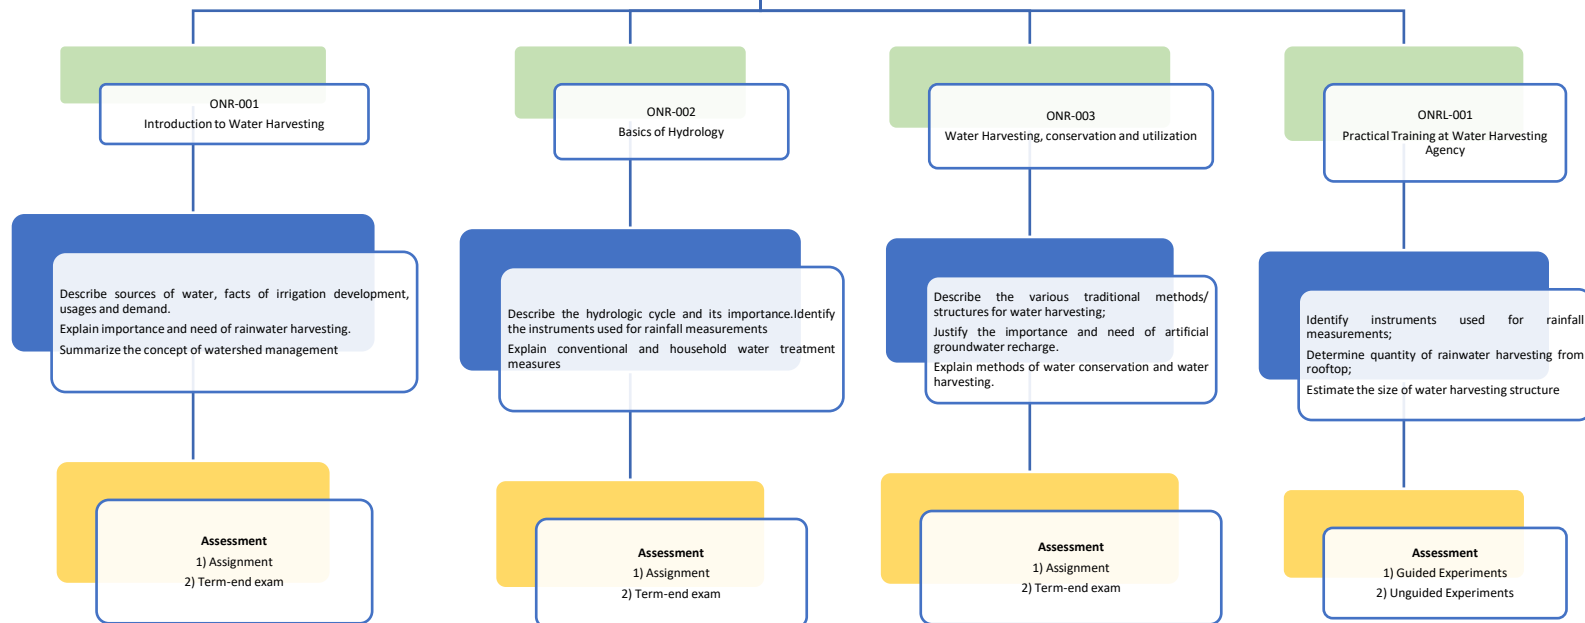 ONR-001
Introduction to Water Harvesting
ONR-002
Basics of Hydrology
ONR-003
Water Harvesting, conservation and utilization
ONRL-001
Practical Training at Water Harvesting
Agency
Describe sources of water, facts of irrigation development,
usages and demand.
Explain importance and need of rainwater harvesting.
Summarize the concept of watershed management
Describe the hydrologic cycle and its importance.Identify
the instruments used for rainfall measurements
Explain conventional and household water treatment
measures
Describe the various traditional methods/
structures for water harvesting;
Justify the importance and need of artificial
groundwater recharge.
Explain methods of water conservation and water
harvesting.
Identify instruments used for rainfall
measurements;
Determine quantity of rainwater harvesting from
rooftop;
Estimate the size of water harvesting structure
Assessment
1) Assignment
2) Term-end exam
Assessment
1) Assignment
2) Term-end exam
Assessment
1) Assignment
2) Term-end exam
Assessment
1) Guided Experiments
2) Unguided Experiments